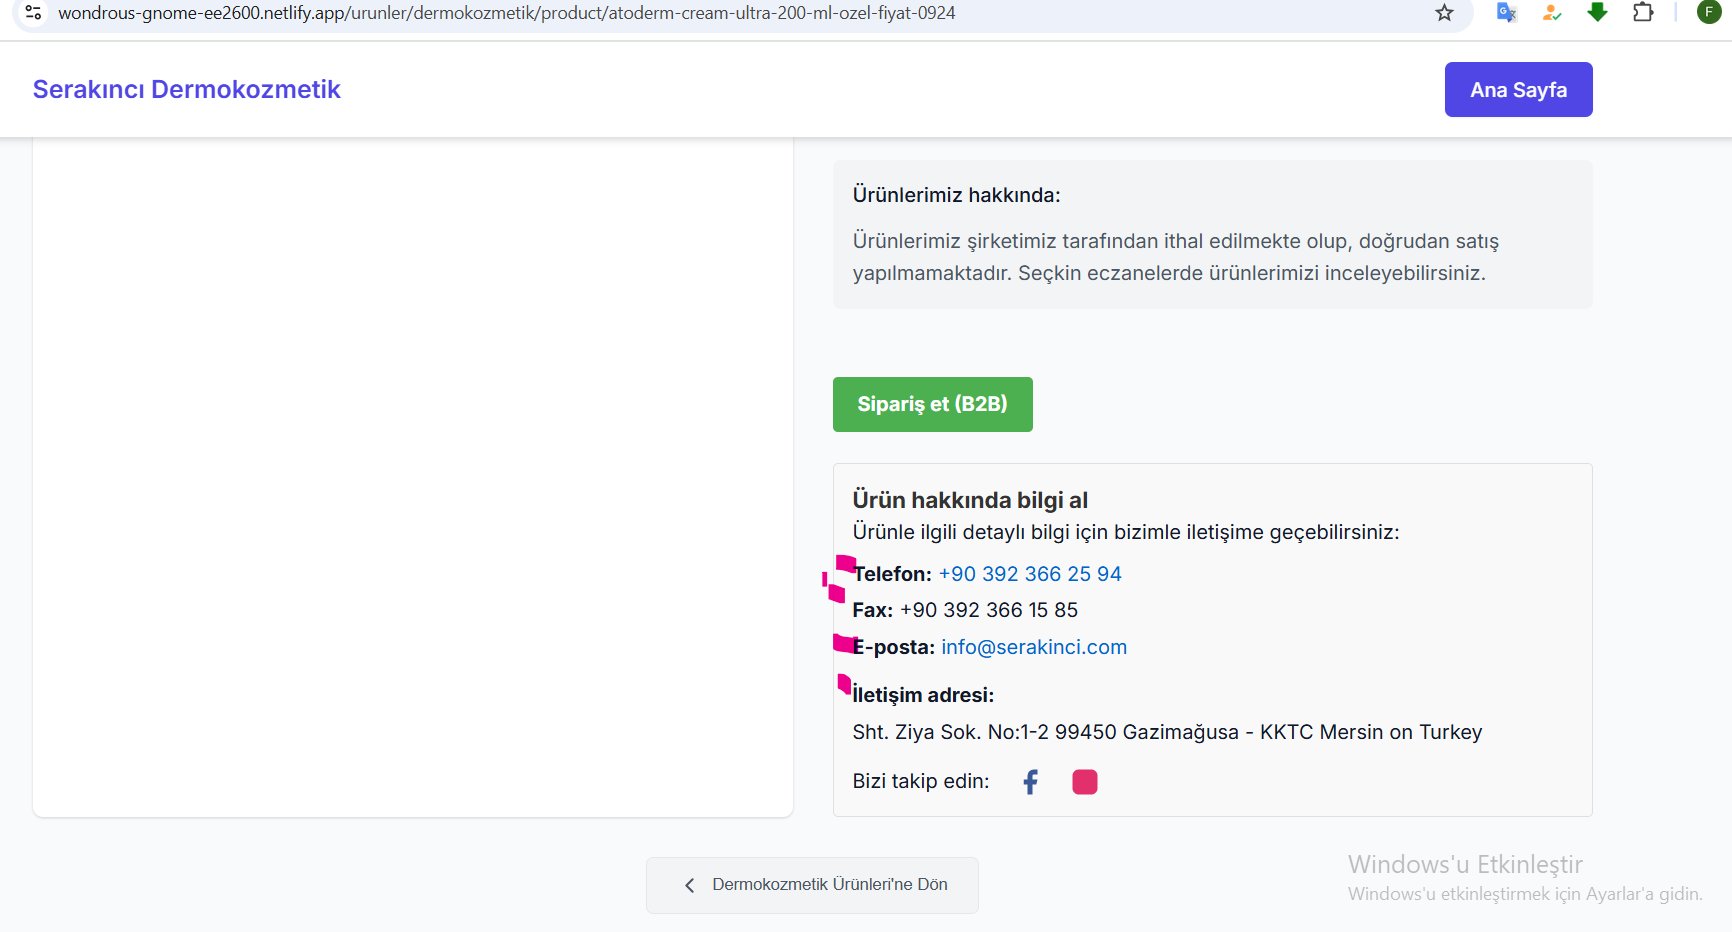 wondrous-gnome-ee2600.netlify.app/urunler/dermokozmetik/product/atoderm-cream-ultra-200-ml-ozel-fiyat-0924
F
Serakıncı Dermokozmetik
Ana Sayfa
Ürünlerimiz hakkında:
Ürünlerimiz şirketimiz tarafından ithal edilmekte olup, doğrudan satış
yapılmamaktadır. Seçkin eczanelerde ürünlerimizi inceleyebilirsiniz.
Sipariş et (B2B)
Ürün hakkında bilgi al
Ürünle ilgili detaylı bilgi için bizimle iletişime geçebilirsiniz:
Telefon: +90 392 366 25 94
Fax: +90 392 366 15 85
E-posta: info@serakinci.com
İletişim adresi:
Sht. Ziya Sok. No:1-2 99450 Gazimağusa - KKTC Mersin on Turkey
Bizi takip edin:
Dermokozmetik Ürünleri'ne Dön
Windows'u Etkinleştir
Windows'u etkinleştirmek için Ayarlar'a gidin.